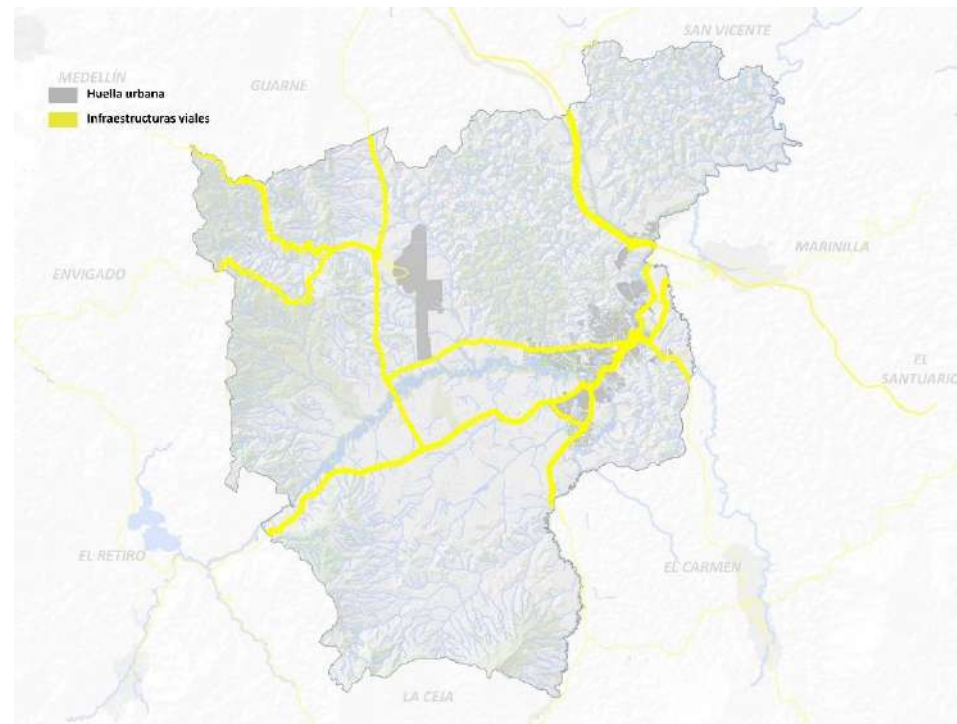 SAN VICENTE
MEDELLÍN
GUARNE
Huella urbana
Infraestructuras viales
MARINILLA
ENVIGADO
EL
SANTUARIO
EL RETIRO
EL CARMEN
LA CEJA